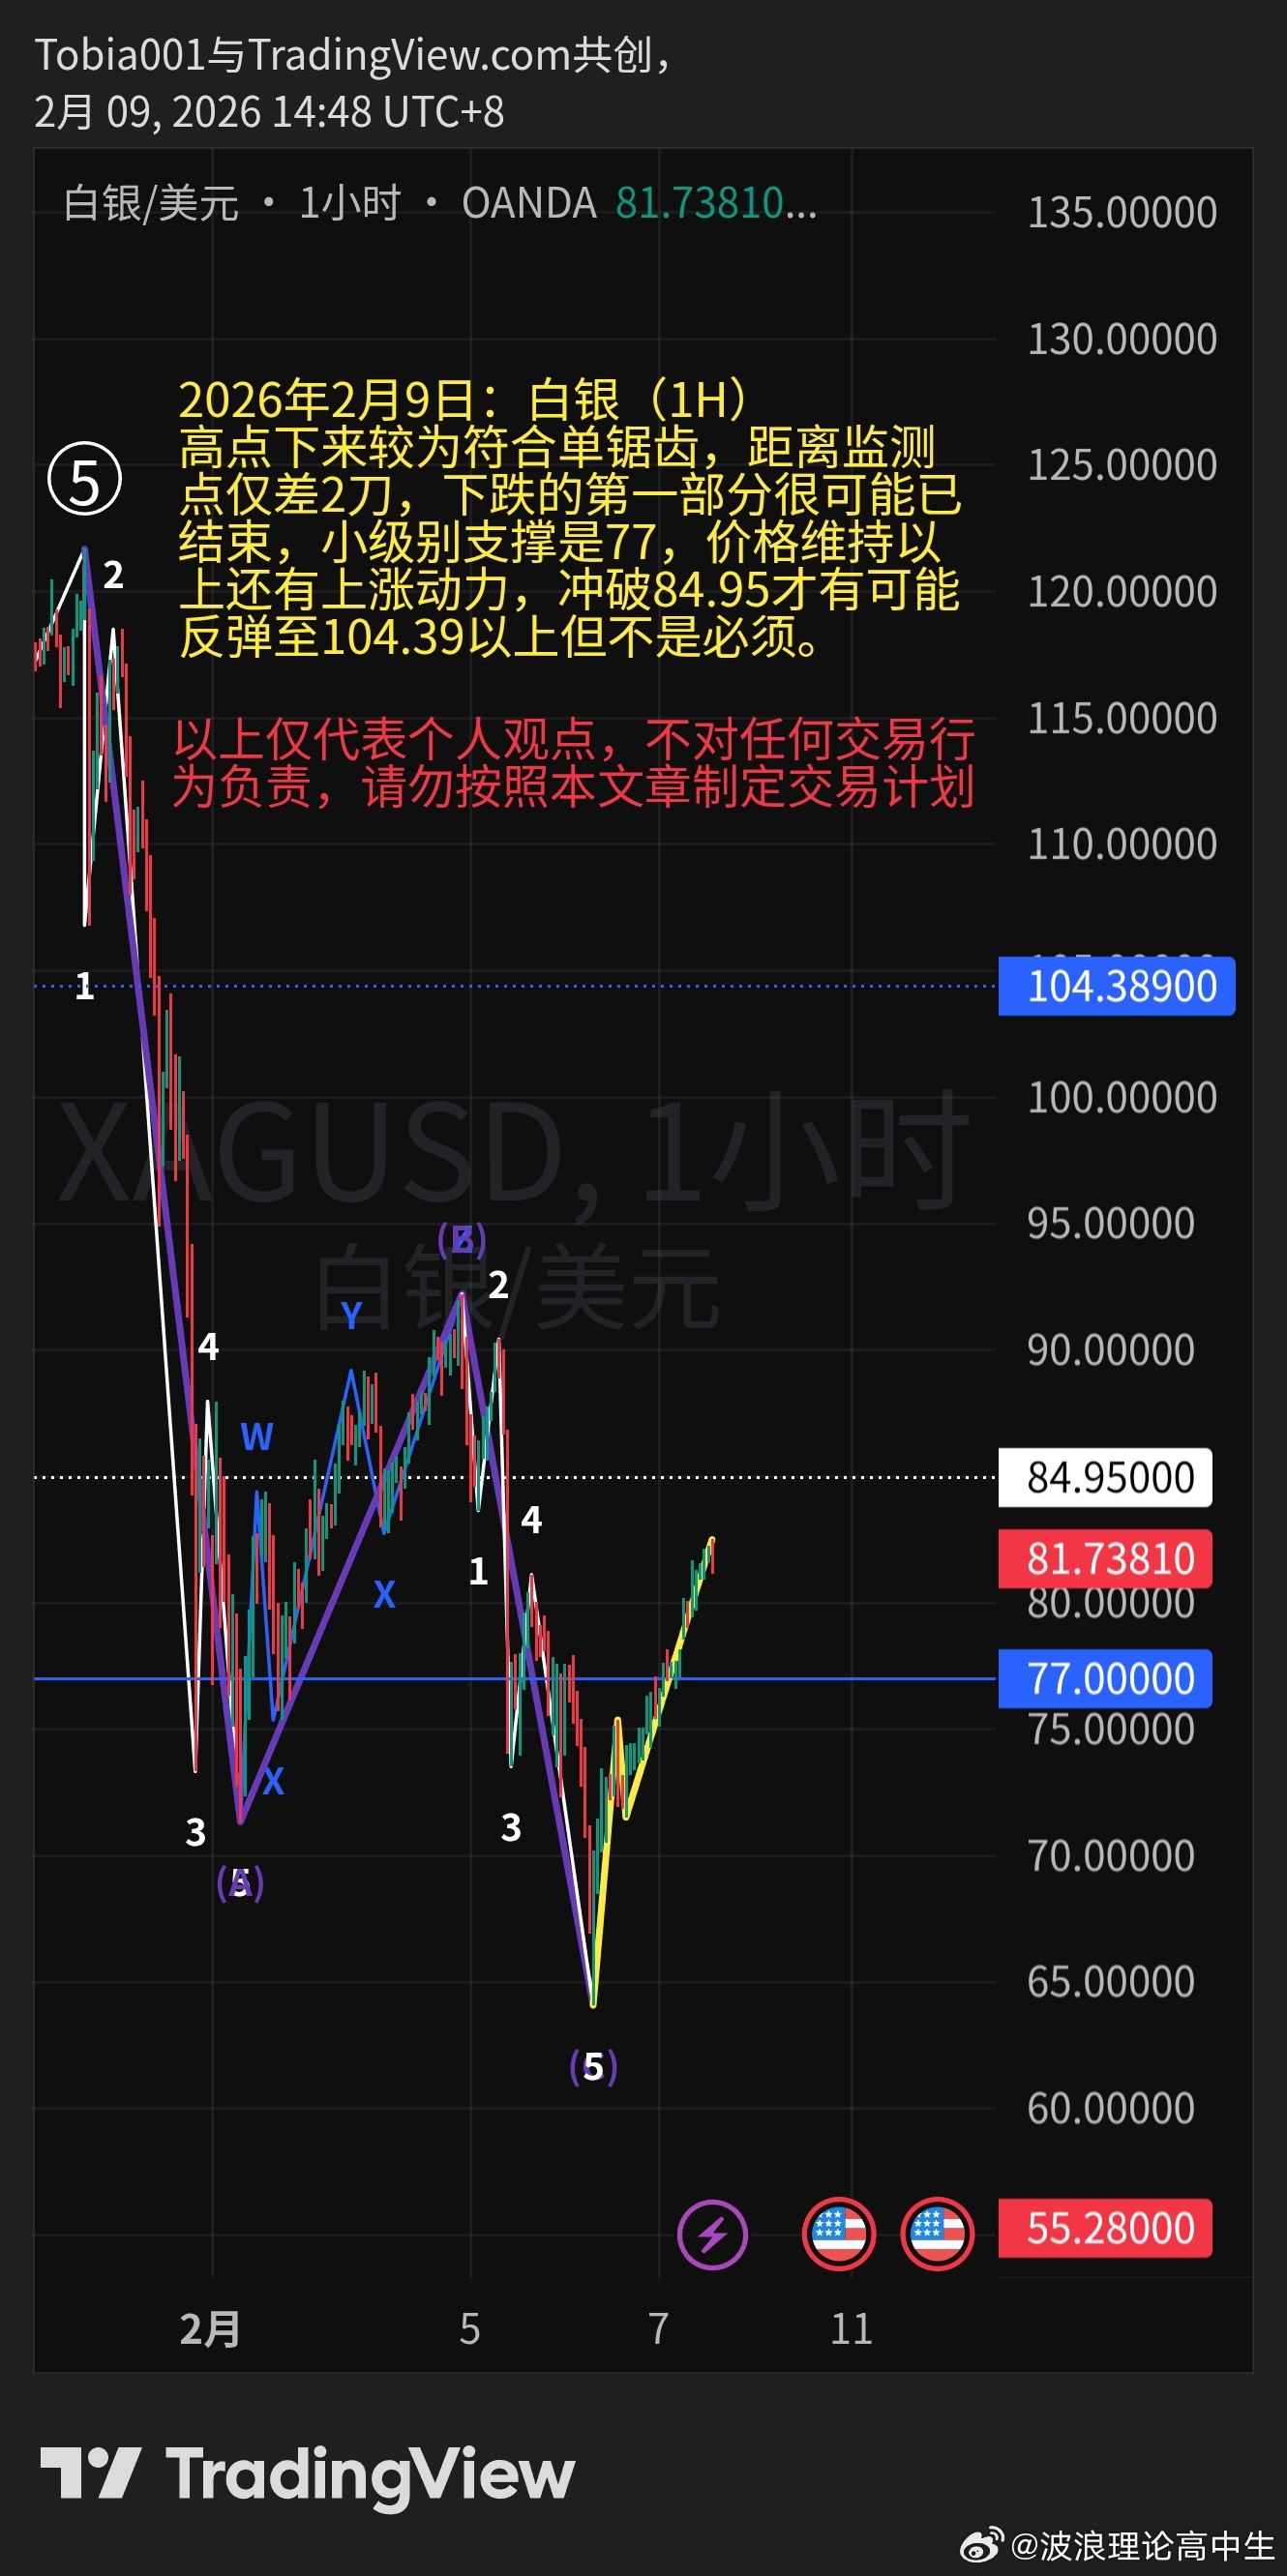 Tobia001与TradingView.com共创，
2月 09, 2026 14:48 UTC+8
白银/美元 · 1小时 · OANDA 81.73810...
135.00000
130.00000
2026年2月9日：白银（1H）
高点下来较为符合单锯齿，距离监测
点仅差2刀，下跌的第一部分很可能已
结束，小级别支撑是77，价格维持以
上还有上涨动力，冲破84.95才有可能
反弹至104.39以上但不是必须。
125.00000
⑤
2
120.00000
以上仅代表个人观点，不对任何交易行
为负责，请勿按照本文章制定交易计划
115.00000
110.00000
1
104.38900
100.00000
XAGUSD, 1小时
白银/美元
95.00000
2
Y
4
90.00000
W
84.95000
4
81.73810
1
X
80.00000
77.00000
75.00000
X
3
3
70.00000
65.00000
5
60.00000
55.28000
2月
5
7
11
TradingView
@波浪理论高中生